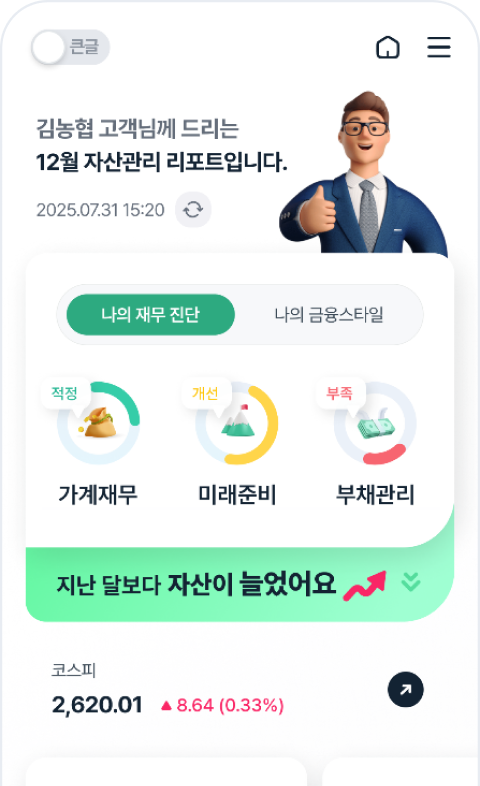 큰글
김농협 고객님께 드리는
12월 자산관리 리포트입니다.
2025.07.31 15:20
나의 재무 진단 나의 금융스타일
적정 개선 부족
가계재무 미래준비 부채관리
지난 달보다 자산이 늘었어요
코스피
2,620.01 ▲ 8.64 (0.33%)